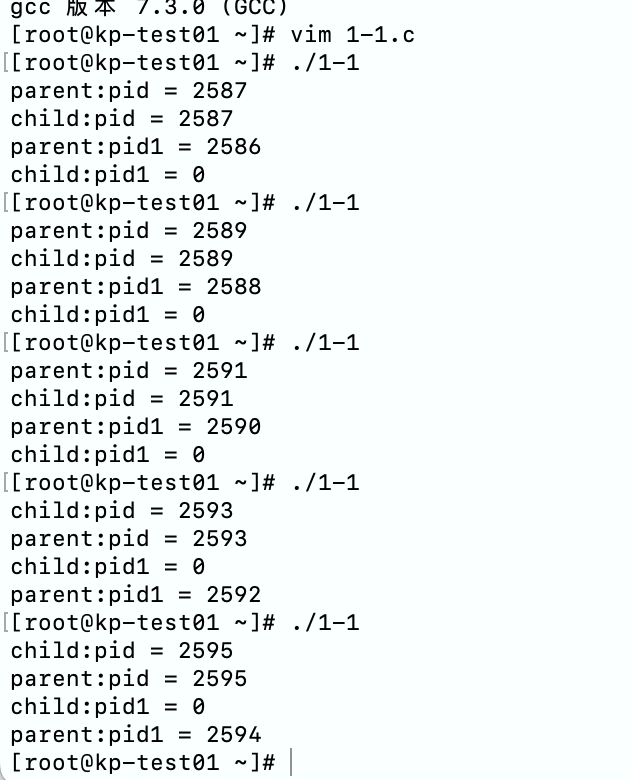 gcc 版本 7.3.0 (GCC)
[root@kp-test01 ~]# vim 1-1.c
[[root@kp-test01 ~]# ./1-1
parent:pid = 2587
child:pid = 2587
parent:pid1 = 2586
child:pid1 = 0
[[root@kp-test01 ~]# ./1-1
parent:pid = 2589
child:pid = 2589
parent:pid1 = 2588
child:pid1 = 0
[[root@kp-test01 ~]# ./1-1
parent:pid = 2591
child:pid = 2591
parent:pid1 = 2590
child:pid1 = 0
[[root@kp-test01 ~]# ./1-1
child:pid = 2593
parent:pid = 2593
child:pid1 = 0
parent:pid1 = 2592
[[root@kp-test01 ~]# ./1-1
child:pid = 2595
parent:pid = 2595
child:pid1 = 0
parent:pid1 = 2594
[root@kp-test01 ~]#